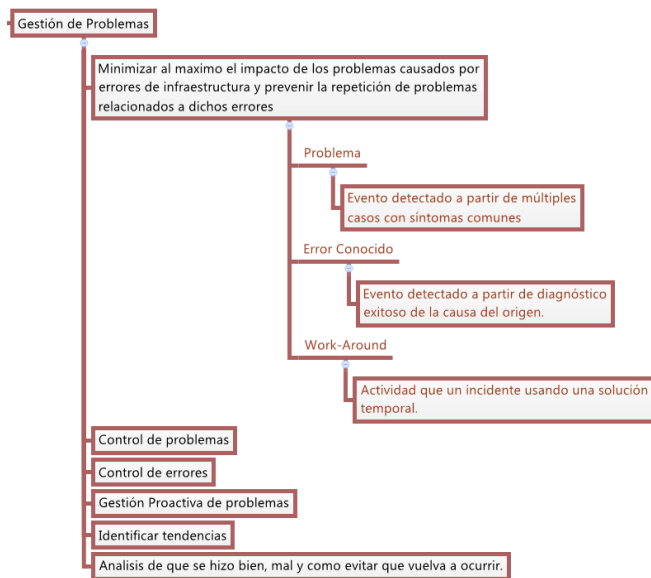 Gestión de Problemas
Minimizar al maximo el impacto de los problemas causados por
errores de infraestructura y prevenir la repetición de problemas
relacionados a dichos errores
Problema
Evento detectado a partir de múltiples
casos con síntomas comunes
Error Conocido
Evento detectado a partir de diagnóstico
exitoso de la causa del origen.
Work-Around
Actividad que un incidente usando una solución
temporal.
Control de problemas
Control de errores
Gestión Proactiva de problemas
Identificar tendencias
Analisis de que se hizo bien, mal y como evitar que vuelva a ocurrir.